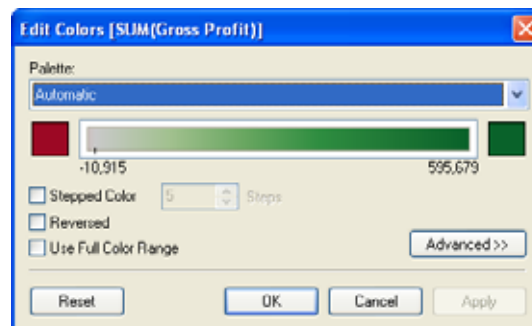 Edit Colors [SUM(Gross Profit)]
Palette:
Automatic
-10,915 595,679
Stepped Color 5 Steps
Reversed
Use Full Color Range Advanced >>
Reset OK Cancel Apply